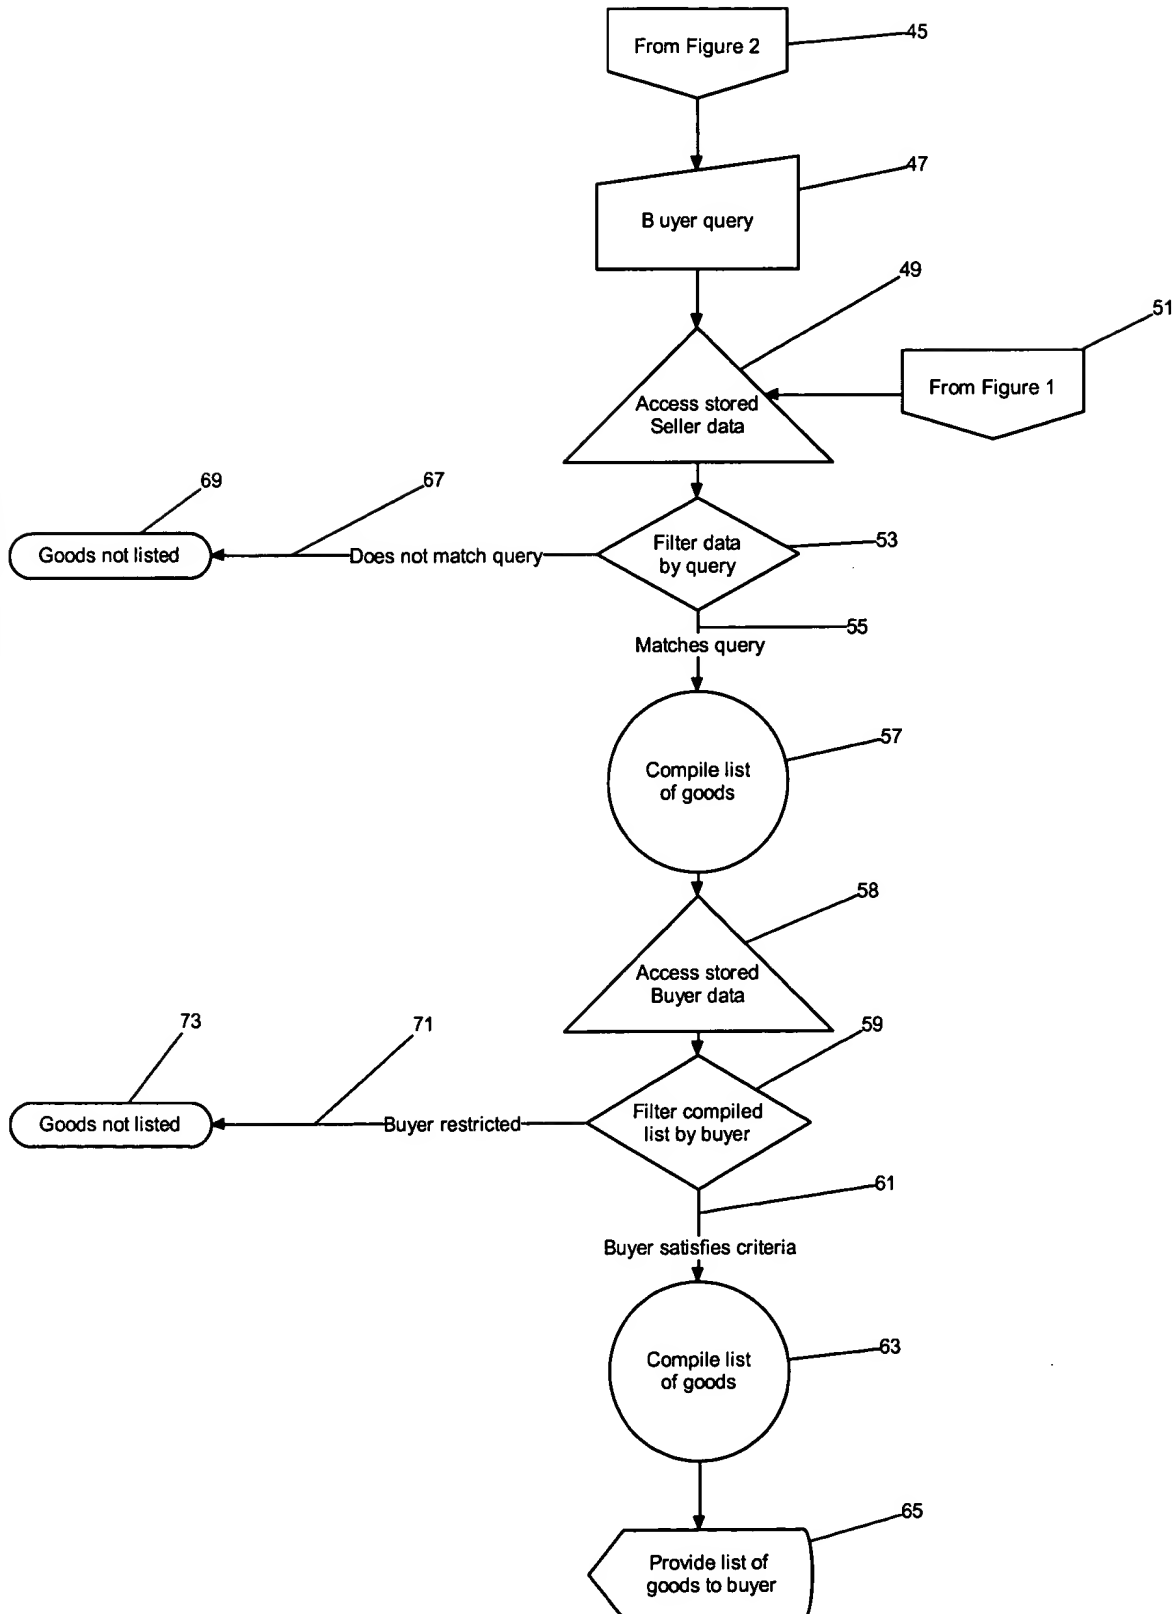 From Figure 2
45
B uyer query
47
49
51
From Figure 1
Access stored
Seller data
69
67
Goods not listed
Does not match query
Filter data
by query
53
55
Matches query
57
Compile list
of goods
58
Access stored
Buyer data
73
71
59
Goods not listed
Buyer restricted
Filter compiled
list by buyer
61
Buyer satisfies criteria
63
Compile list
of goods
65
Provide list of
goods to buyer